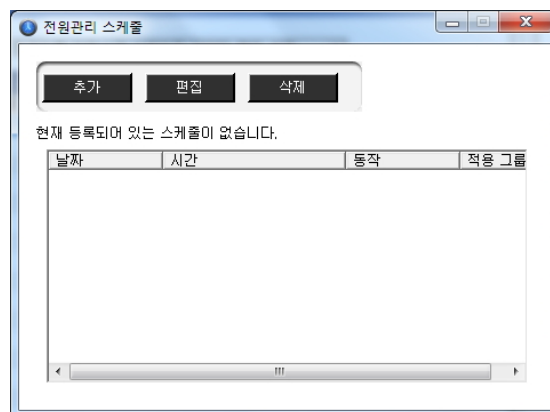 전원관리 스케줄
추가 편집 삭제
현재 등록되어 있는 스케줄이 없습니다.
날짜 시간 동작 적용 그룹